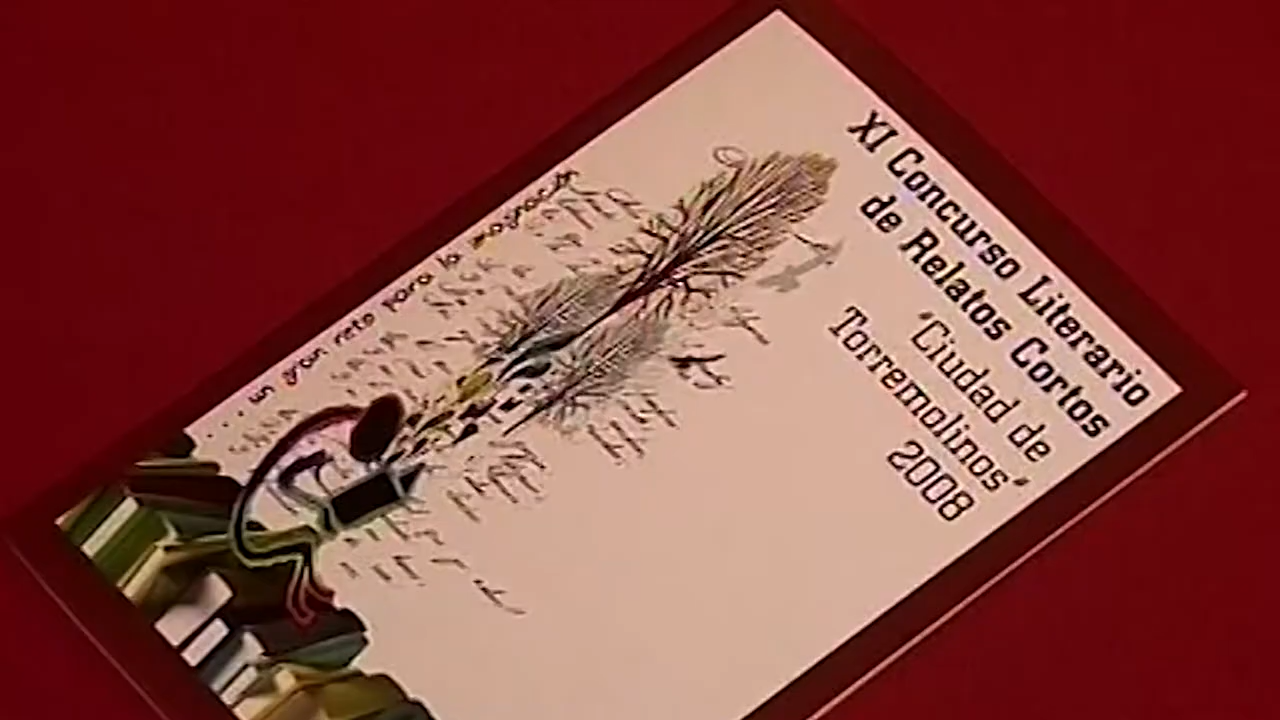 XI Concurso Literario
de Relatos Cortos
"Ciudad de
Torremolinos"
2008
...un gran reto para la imaginación